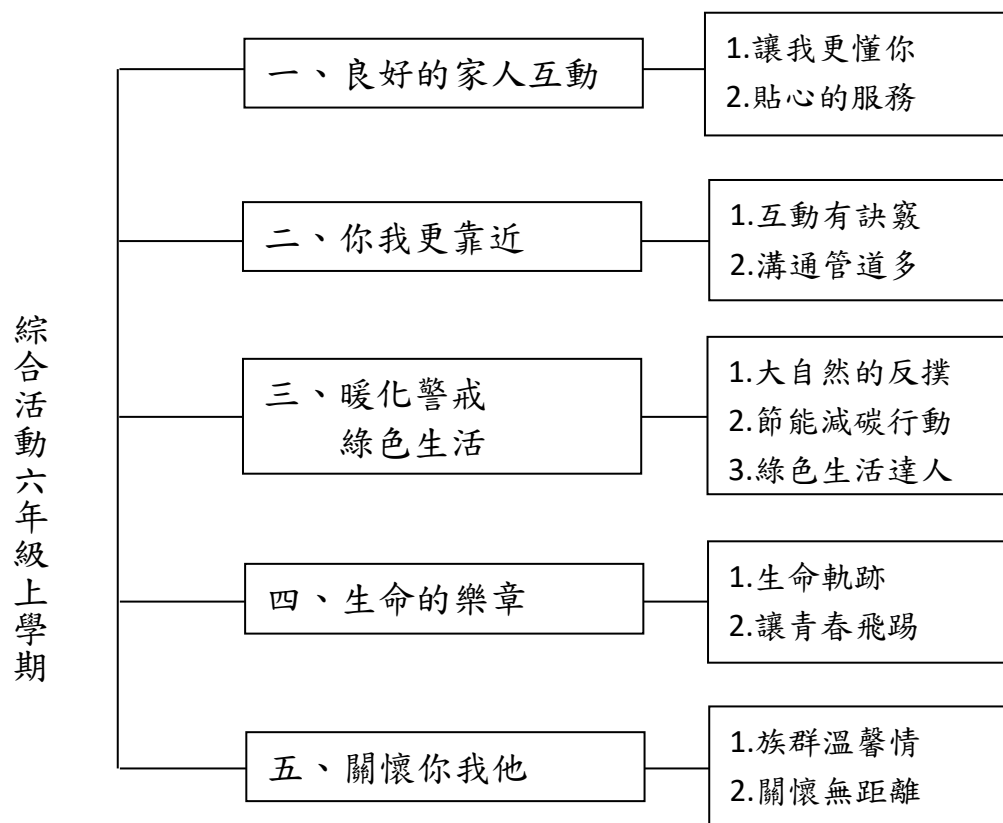 綜合活動六年級上學期
一、良好的家人互動
1.讓我更懂你
2.貼心的服務
二、你我更靠近
1.互動有訣竅
2.溝通管道多
三、暖化警戒
綠色生活
1.大自然的反撲
2.節能減碳行動
3.綠色生活達人
四、生命的樂章
1.生命軌跡
2.讓青春飛踢
五、關懷你我他
1.族群溫馨情
2.關懷無距離